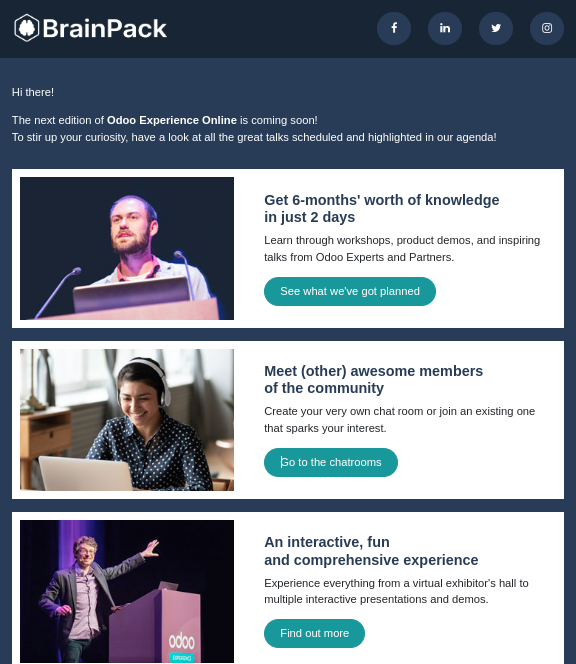 BrainPack
Hi there!
The next edition of Odoo Experience Online is coming soon!
To stir up your curiosity, have a look at all the great talks scheduled and highlighted in our agenda!
Get 6-months' worth of knowledge
in just 2 days
Learn through workshops, product demos, and inspiring
talks from Odoo Experts and Partners.
See what we've got planned
Meet (other) awesome members
of the community
Create your very own chat room or join an existing one
that sparks your interest.
Go to the chatrooms
An interactive, fun
and comprehensive experience
Experience everything from a virtual exhibitor's hall to
multiple interactive presentations and demos.
Find out more
odoo